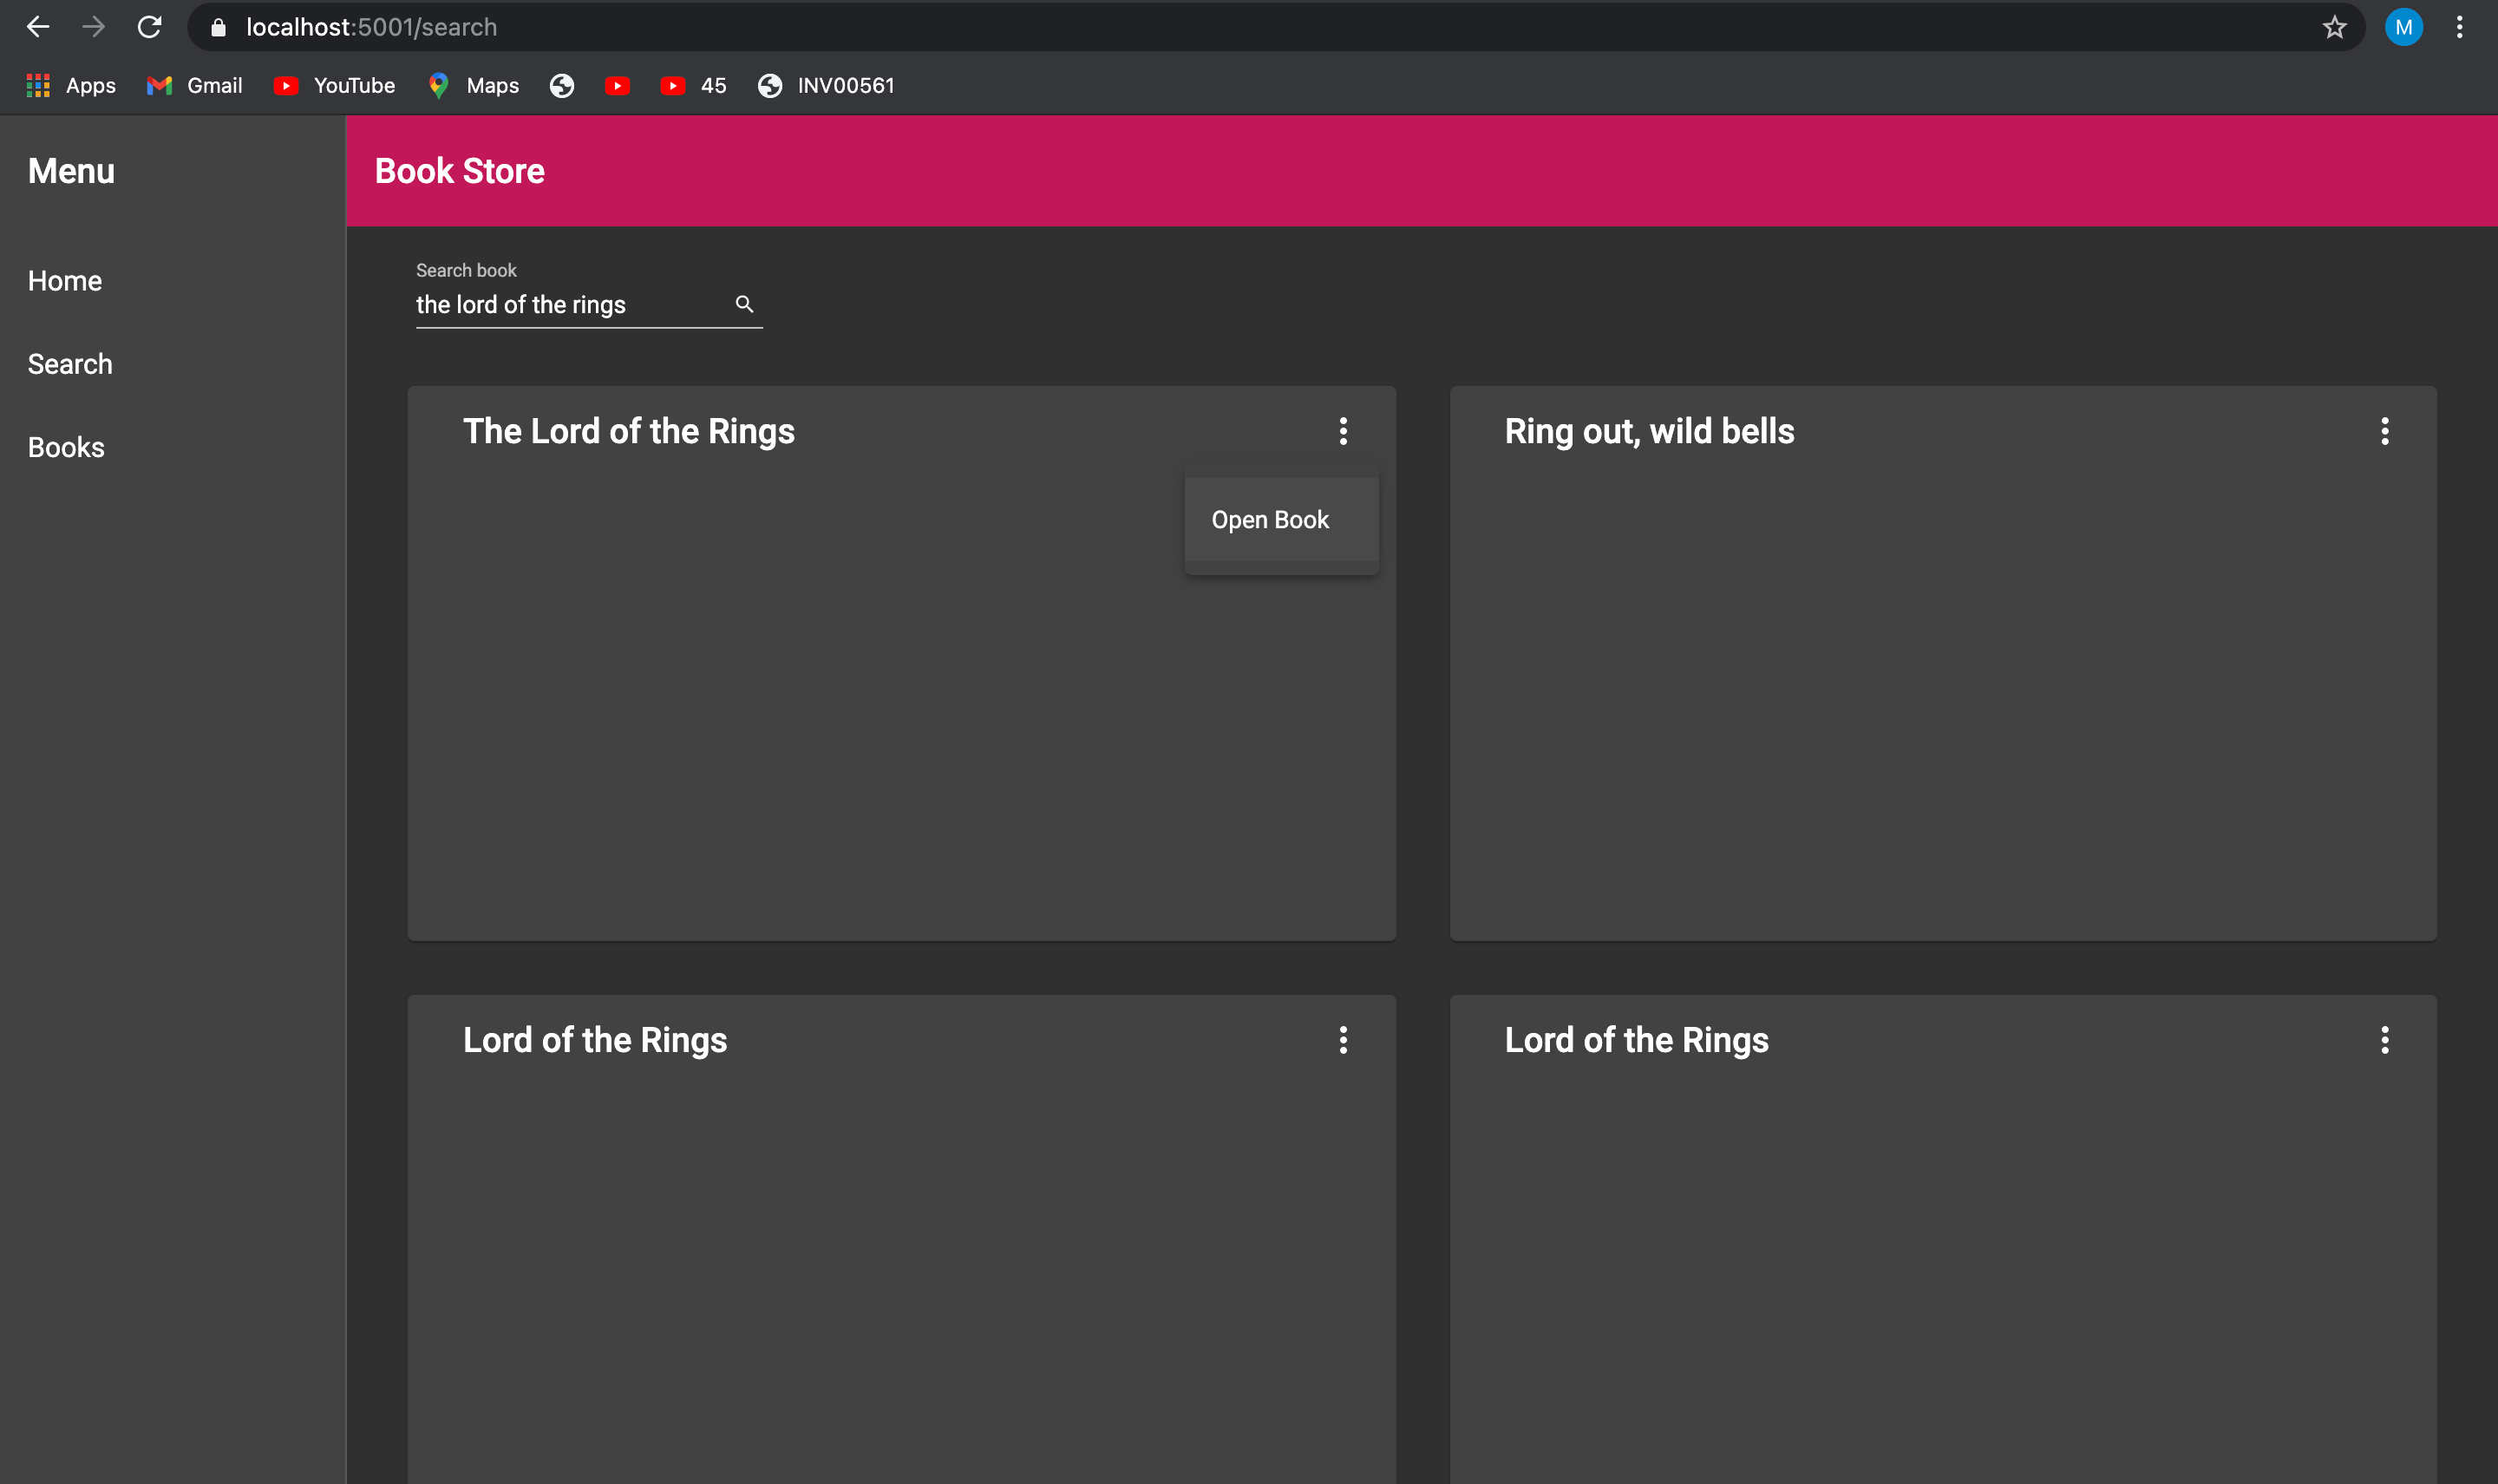 localhost:5001/search
M
Apps
Gmail
YouTube
Maps
45
INV00561
Menu
Book Store
Home
Search
Books
Search book
the lord of the rings
The Lord of the Rings
Open Book
Ring out, wild bells
Lord of the Rings
Lord of the Rings